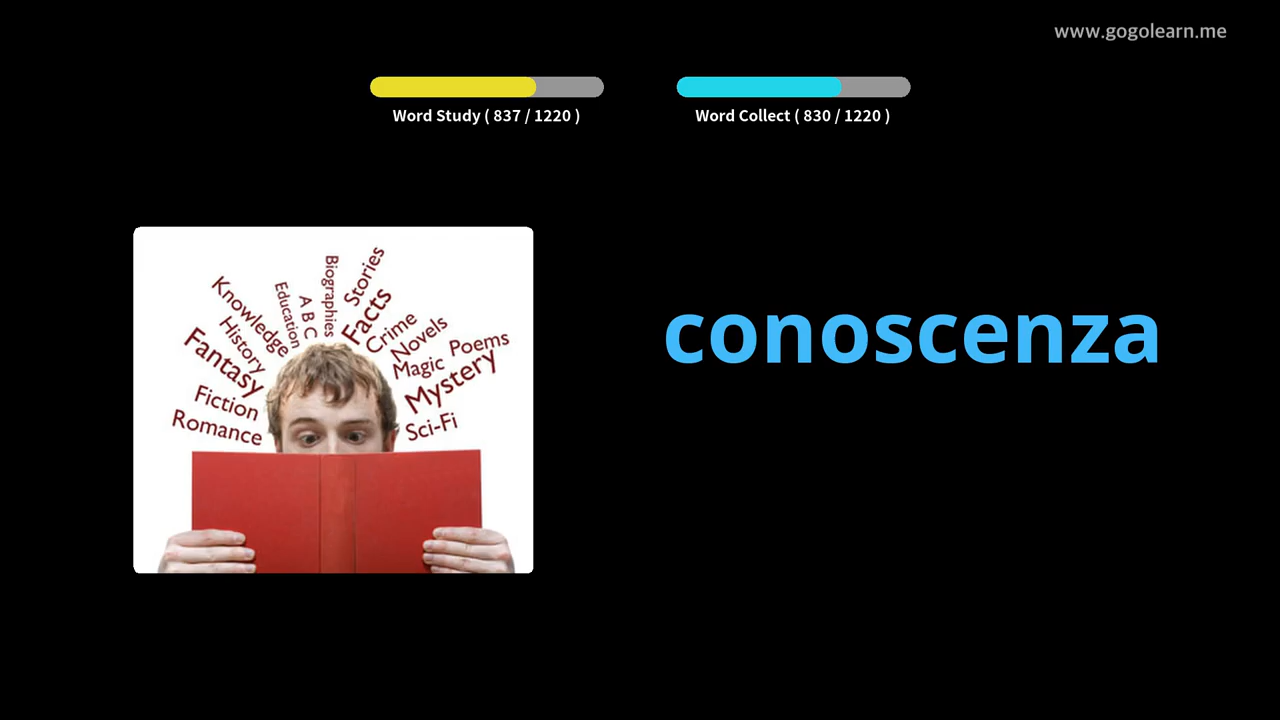 www.gogolearn.me
Word Study ( 837 / 1220 )
Word Collect ( 830 / 1220 )
Knowledge
History
Fantasy
Fiction
Romance
Education
A B C
Biographies
Stories
Facts
Crime
Novels
Magic
Poems
Mystery
Sci-Fi
conoscenza